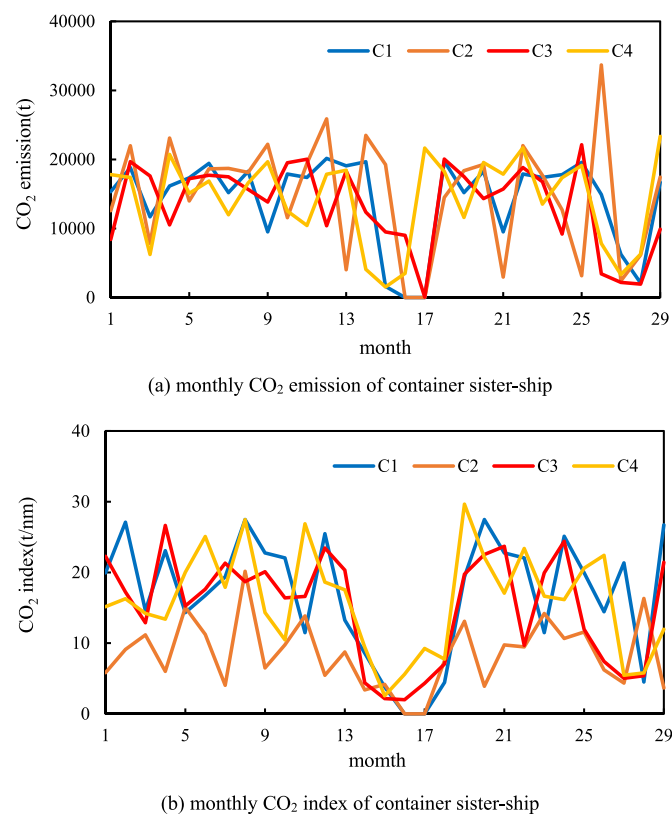 40000
C1 C2 C3 C4
30000
20000
10000
0
CO₂ emission(t)
1 5 9 13 17 21 25 29
month
(a) monthly CO₂ emission of container sister-ship
40
C1 C2 C3 C4
30
20
10
0
CO₂ index(t/nm)
1 5 9 13 17 21 25 29
momth
(b) monthly CO₂ index of container sister-ship